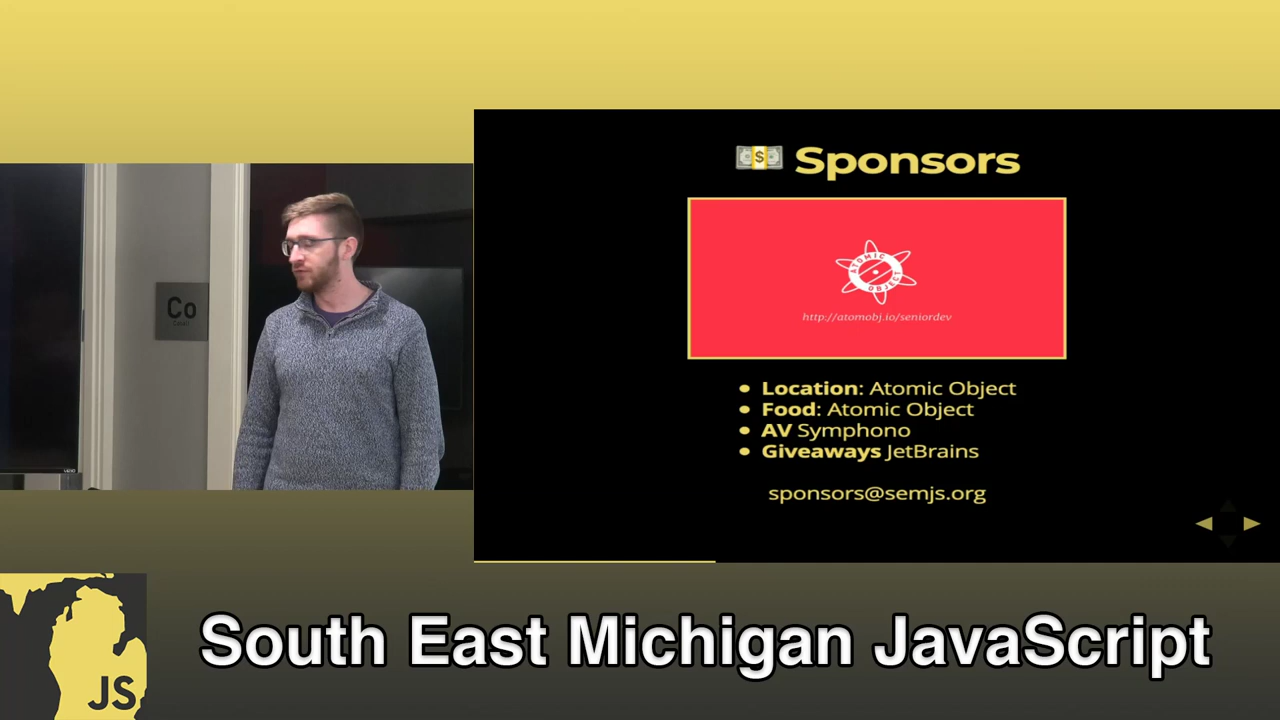 Sponsors
ATOMIC OBJECT
http://atomobj.io/seniordev
Location: Atomic Object
Food: Atomic Object
AV Symphono
Giveaways JetBrains
sponsors@semjs.org
Co
JS
South East Michigan JavaScript